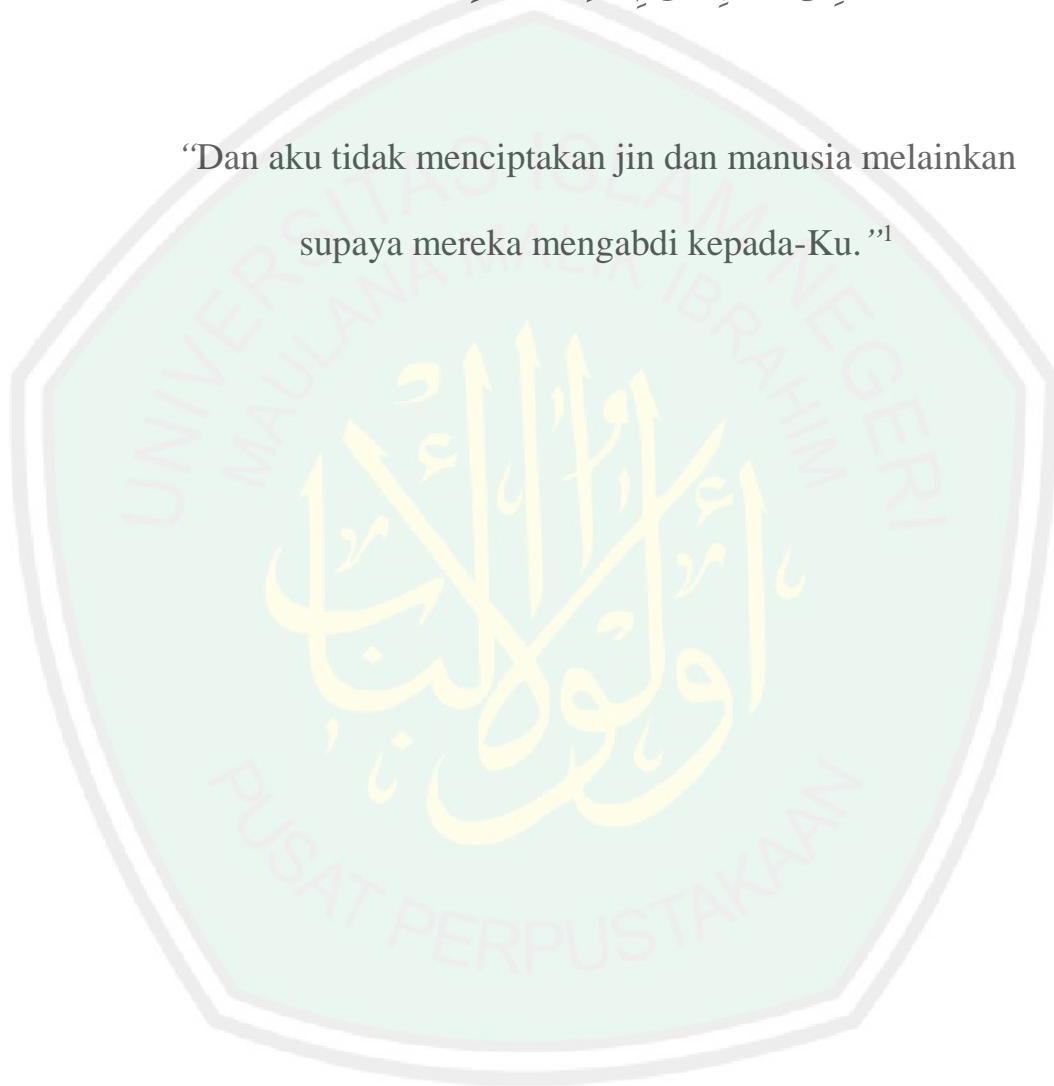 “Dan aku tidak menciptakan jin dan manusia melainkan
supaya mereka mengabdi kepada-Ku.”1
UNIVERSITAS ISLAM NEGERI
MAULANA MALIK IBRAHIM
PUSAT PERPUSTAKAAN